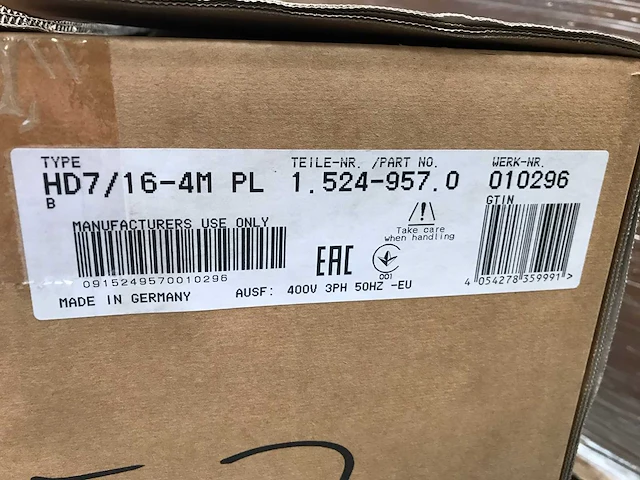 TYPE TEILE-NR. /PART NO. WERK-NR.
HD7/16-4M PL 1.524-957.0 010296
B
GTIN
MANUFACTURERS USE ONLY
Take care
when handling
0915249570010296
EAC
001
4 054278 359991 >
MADE IN GERMANY AUSF: 400V 3PH 50HZ -EU